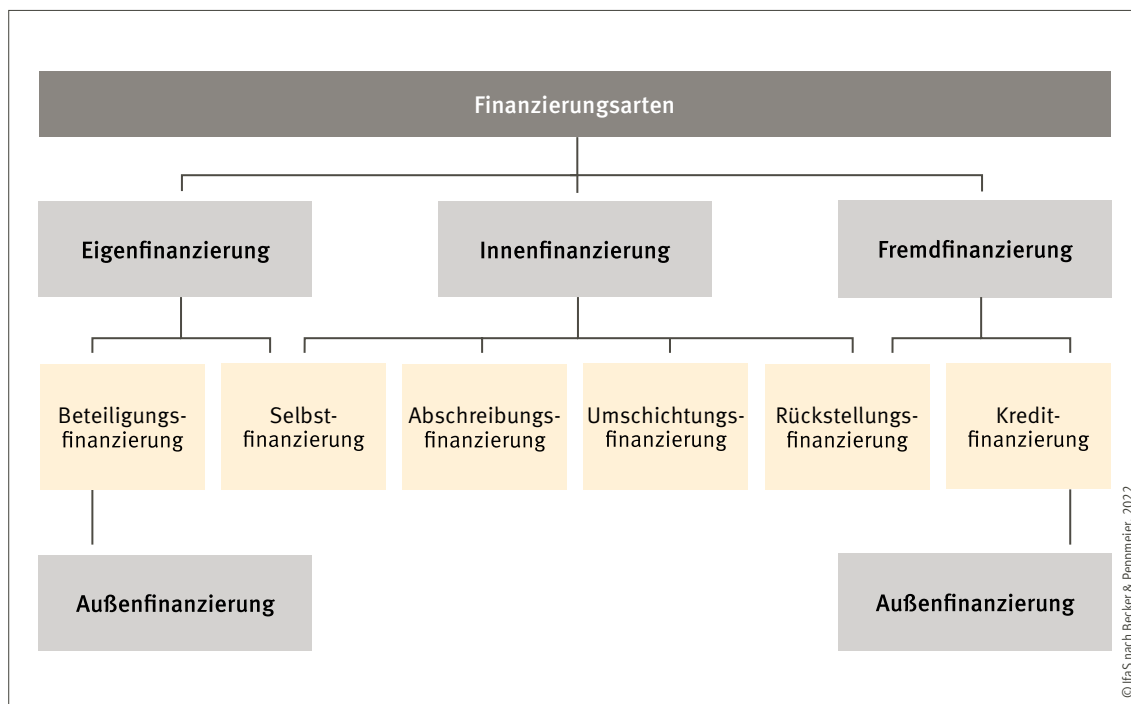 Finanzierungsarten
Eigenfinanzierung
Innenfinanzierung
Fremdfinanzierung
Beteiligungs-
finanzierung
Selbst-
finanzierung
Abschreibungs-
finanzierung
Umschichtungs-
finanzierung
Rückstellungs-
finanzierung
Kredit-
finanzierung
Außenfinanzierung
Außenfinanzierung
© IfaS nach Becker & Peppmeier, 2022